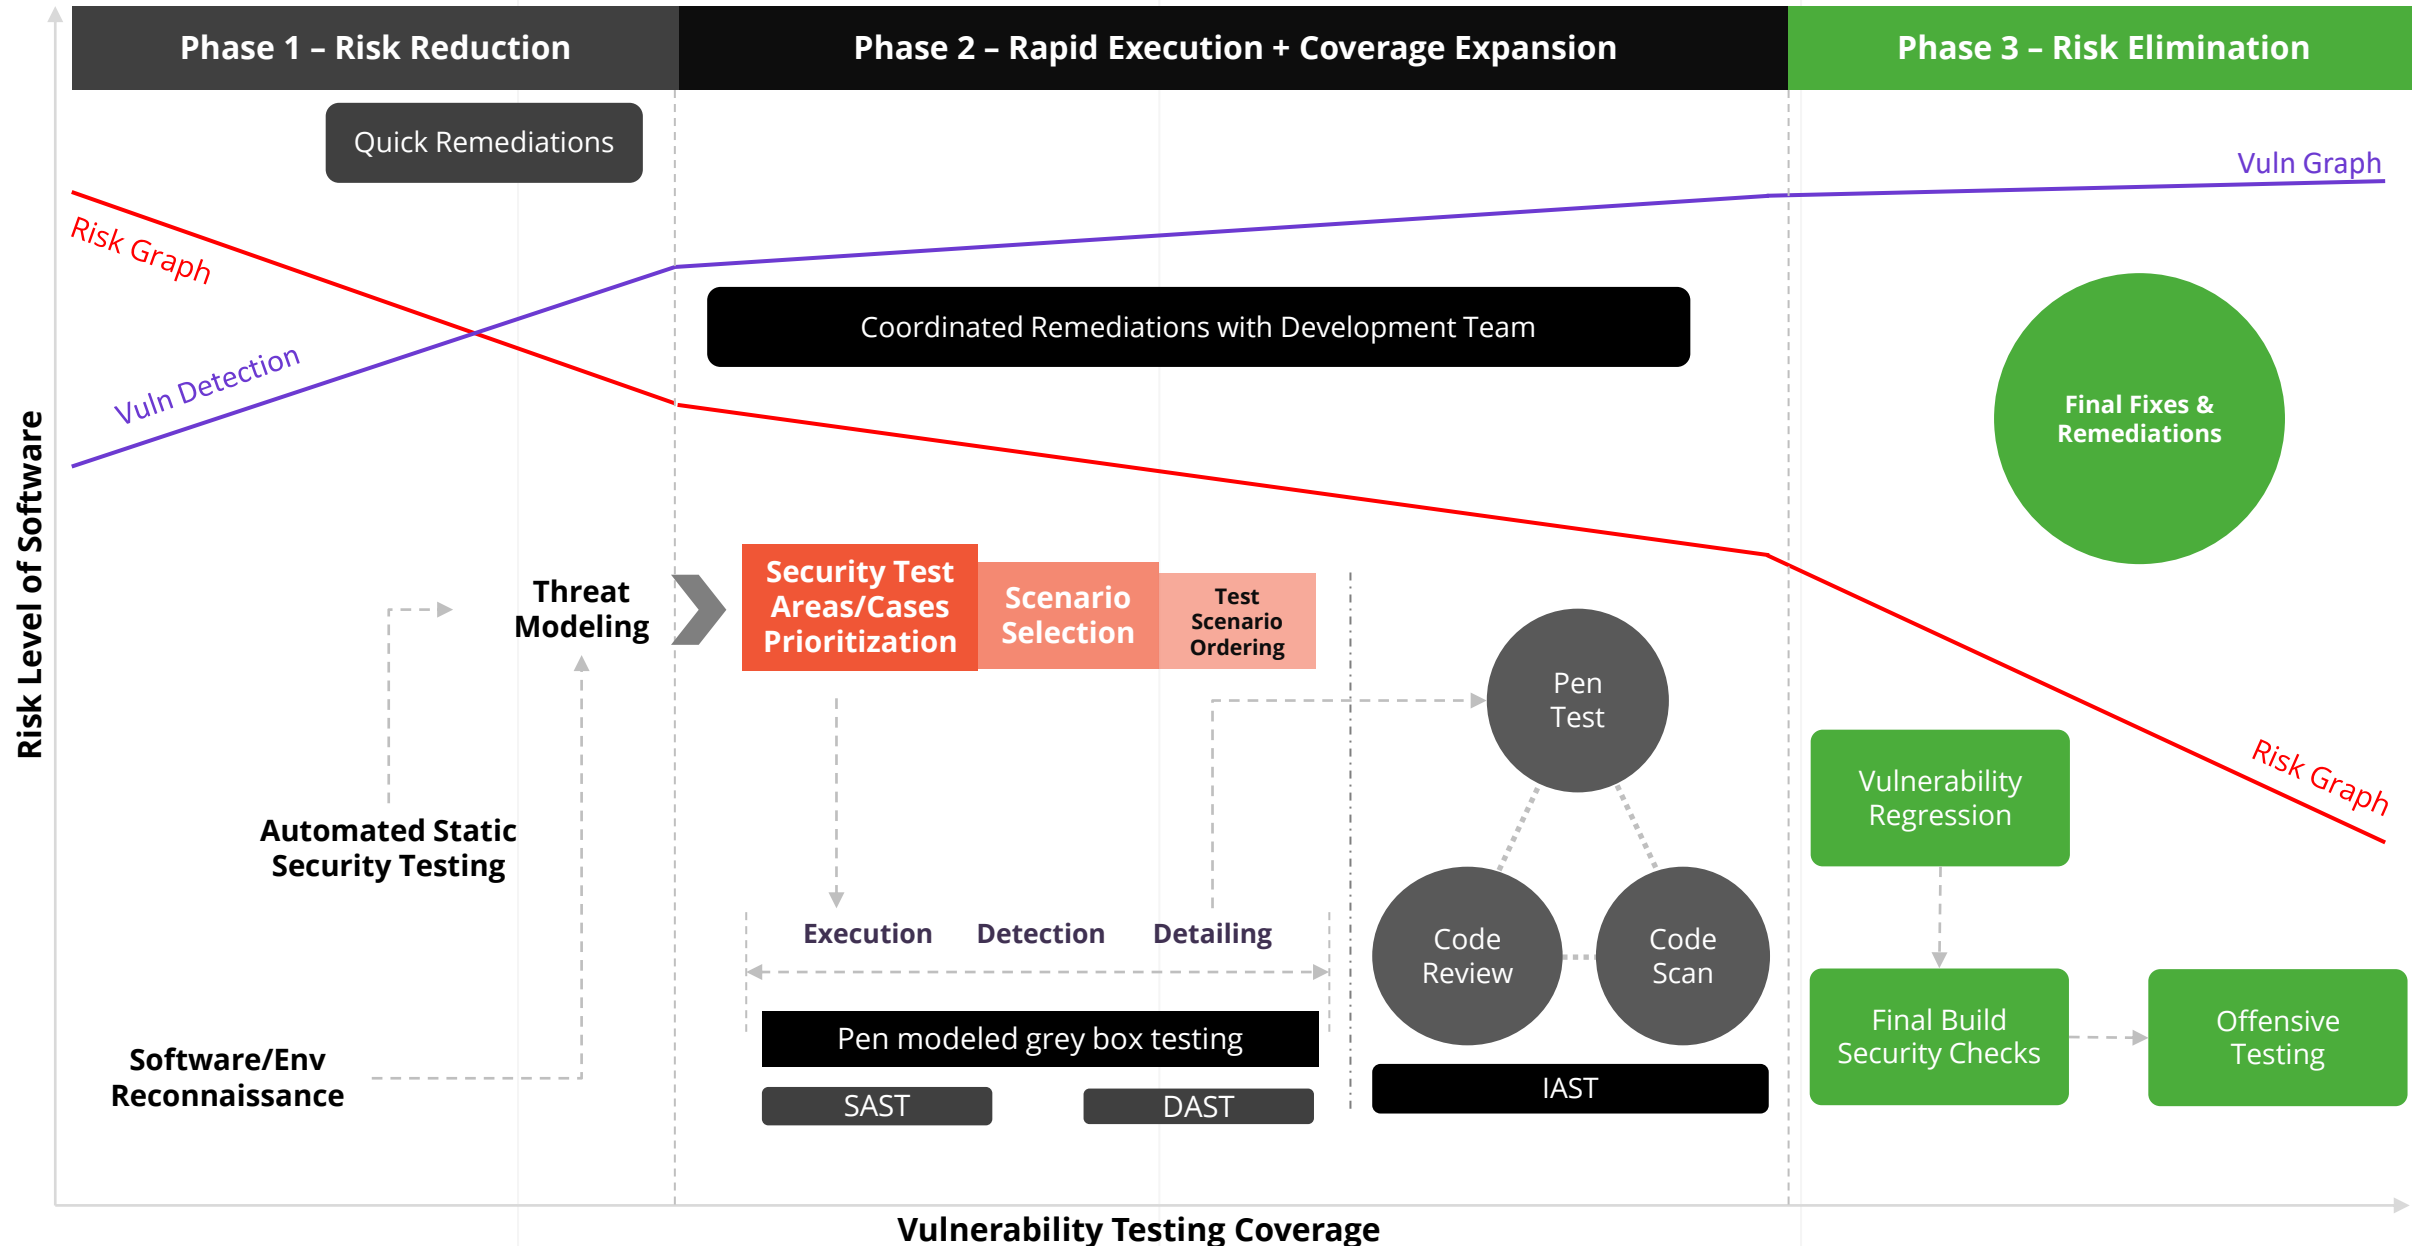 Phase 1 – Risk Reduction
Phase 2 – Rapid Execution + Coverage Expansion
Phase 3 – Risk Elimination
Quick Remediations
Vuln Graph
Risk Graph
Coordinated Remediations with Development Team
Vuln Detection
Final Fixes &
Remediations
Risk Level of Software
Threat
Modeling
Security Test
Areas/Cases
Prioritization
Scenario
Selection
Test
Scenario
Ordering
Pen
Test
Risk Graph
Vulnerability
Regression
Automated Static
Security Testing
Execution
Detection
Detailing
Code
Review
Code
Scan
Pen modeled grey box testing
Final Build
Security Checks
Offensive
Testing
Software/Env
Reconnaissance
SAST
DAST
IAST
Vulnerability Testing Coverage